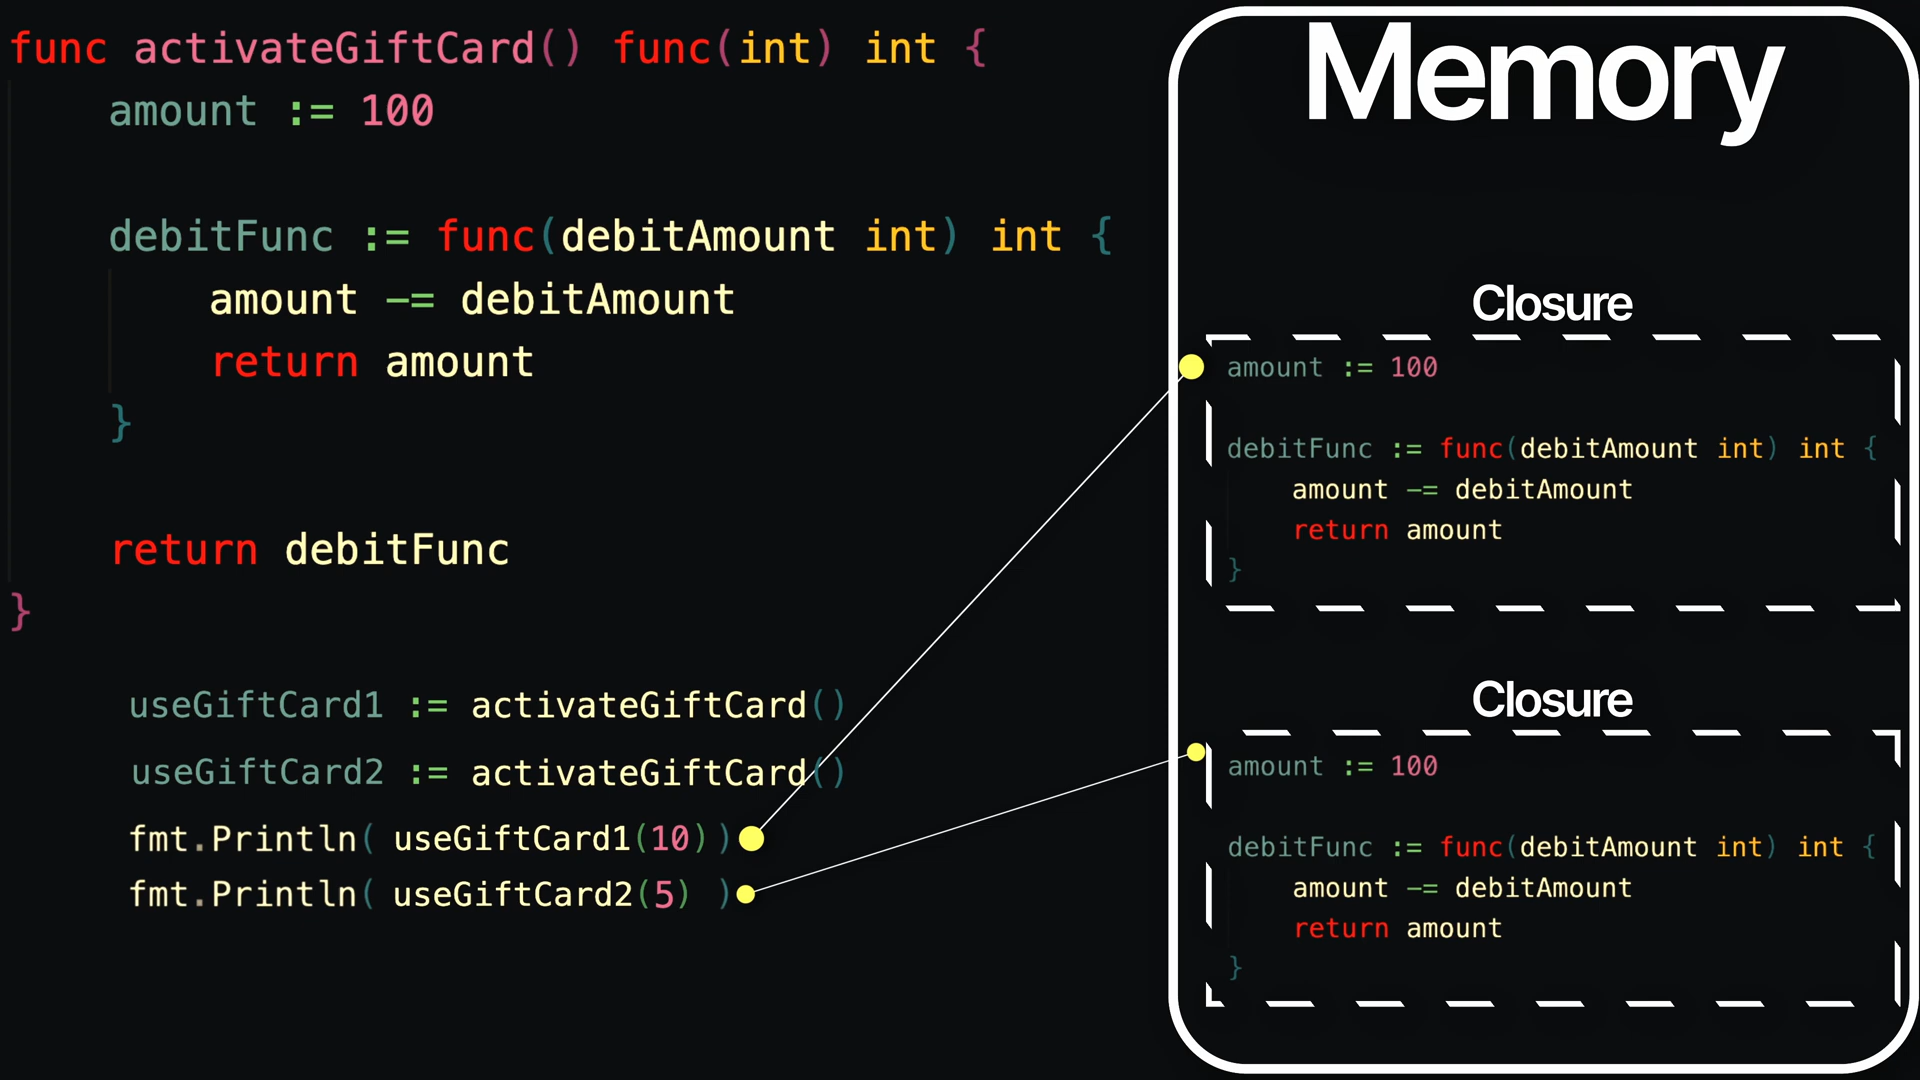 func activateGiftCard() func(int) int {
    amount := 100

    debitFunc := func(debitAmount int) int {
        amount -= debitAmount
        return amount
    }

    return debitFunc
}

useGiftCard1 := activateGiftCard()
useGiftCard2 := activateGiftCard()
fmt.Println( useGiftCard1(10) )
fmt.Println( useGiftCard2(5) )

Memory

Closure
amount := 100

debitFunc := func(debitAmount int) int {
    amount -= debitAmount
    return amount
}

Closure
amount := 100

debitFunc := func(debitAmount int) int {
    amount -= debitAmount
    return amount
}